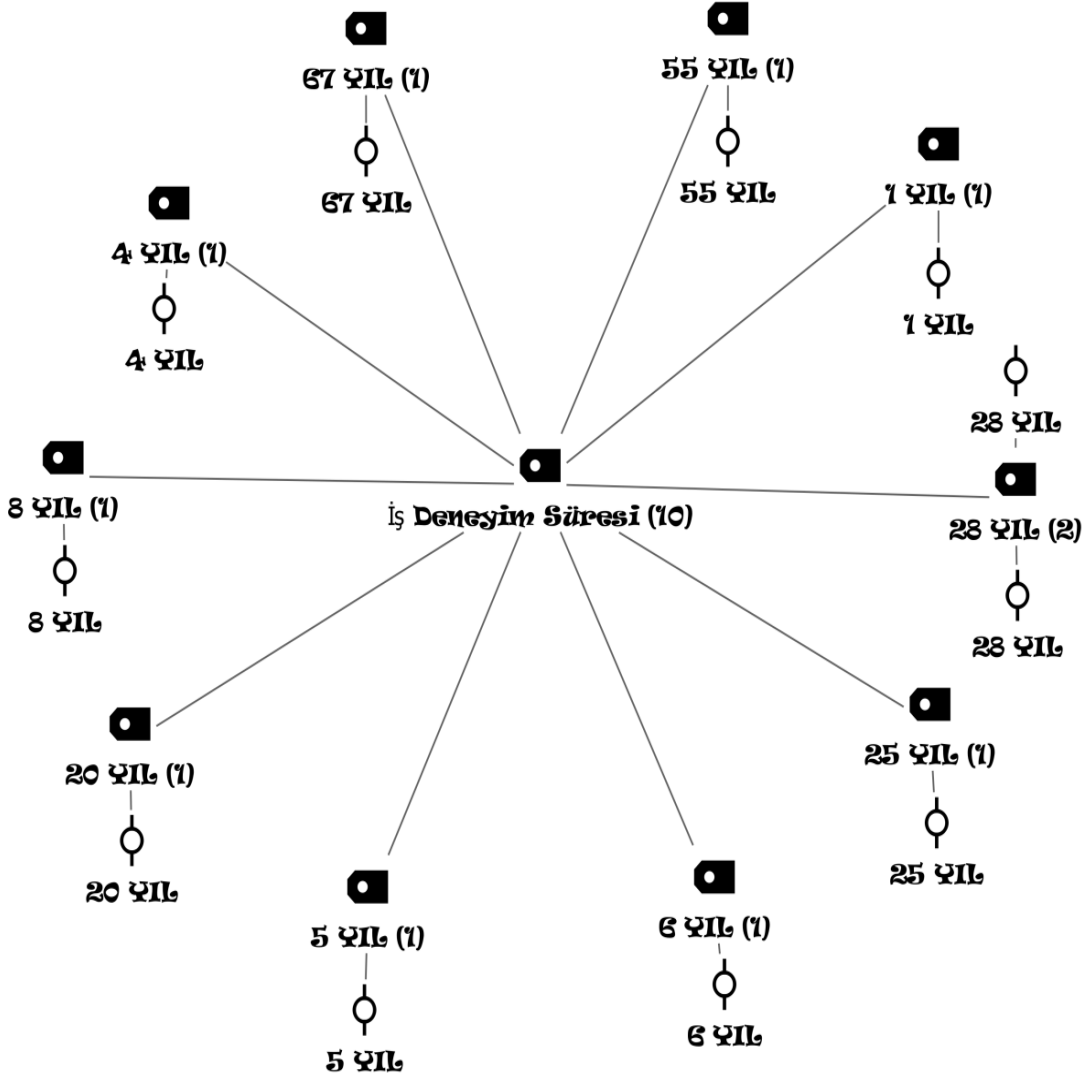 67 YIL (1)
55 YIL (1)
67 YIL
55 YIL
1 YIL (1)
4 YIL (1)
1 YIL
4 YIL
28 YIL
8 YIL (1)
İş Deneyim Süresi (10)
28 YIL (2)
8 YIL
28 YIL
20 YIL (1)
25 YIL (1)
20 YIL
25 YIL
5 YIL (1)
6 YIL (1)
5 YIL
6 YIL